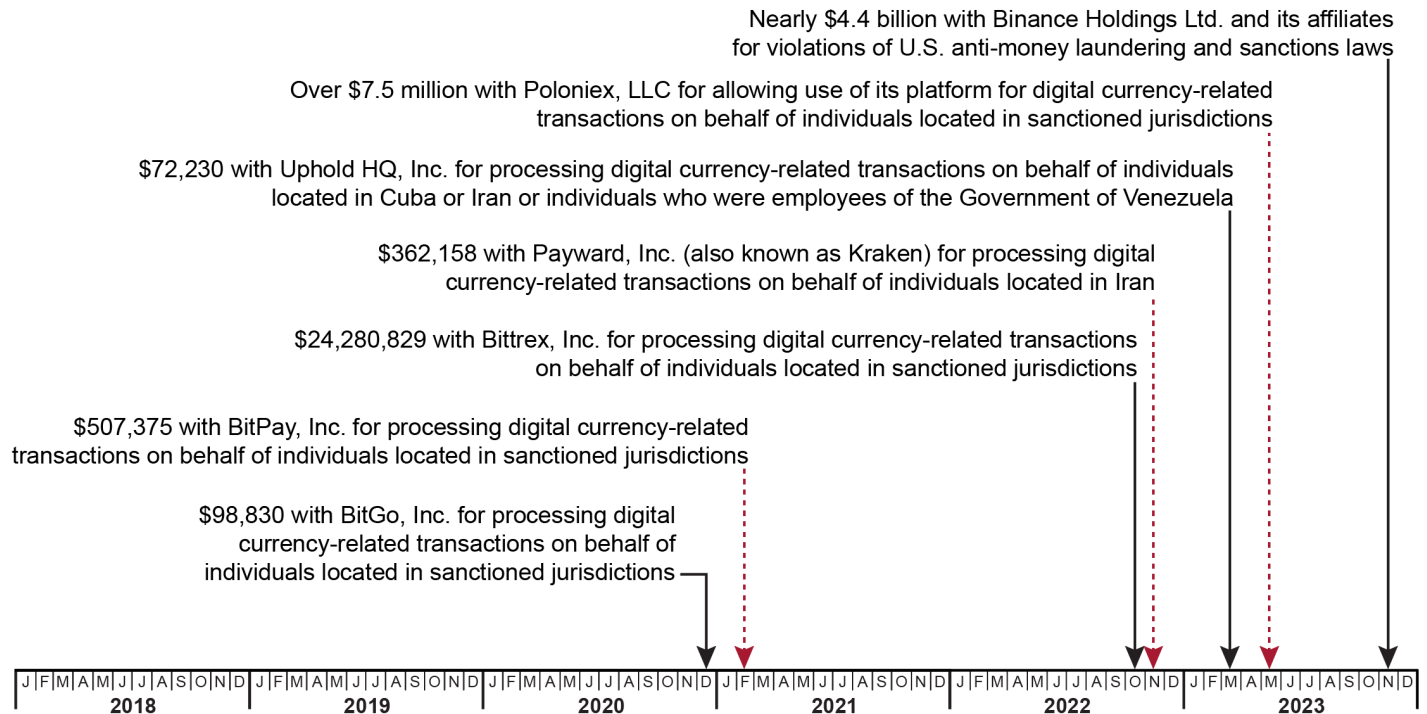 Nearly $4.4 billion with Binance Holdings Ltd. and its affiliates
for violations of U.S. anti-money laundering and sanctions laws
Over $7.5 million with Poloniex, LLC for allowing use of its platform for digital currency-related
transactions on behalf of individuals located in sanctioned jurisdictions
$72,230 with Uphold HQ, Inc. for processing digital currency-related transactions on behalf of individuals
located in Cuba or Iran or individuals who were employees of the Government of Venezuela
$362,158 with Payward, Inc. (also known as Kraken) for processing digital
currency-related transactions on behalf of individuals located in Iran
$24,280,829 with Bittrex, Inc. for processing digital currency-related transactions
on behalf of individuals located in sanctioned jurisdictions
$507,375 with BitPay, Inc. for processing digital currency-related
transactions on behalf of individuals located in sanctioned jurisdictions
$98,830 with BitGo, Inc. for processing digital
currency-related transactions on behalf of
individuals located in sanctioned jurisdictions
J F M A M J J A S O N D J F M A M J J A S O N D J F M A M J J A S O N D J F M A M J J A S O N D J F M A M J J A S O N D J F M A M J J A S O N D
2018 2019 2020 2021 2022 2023